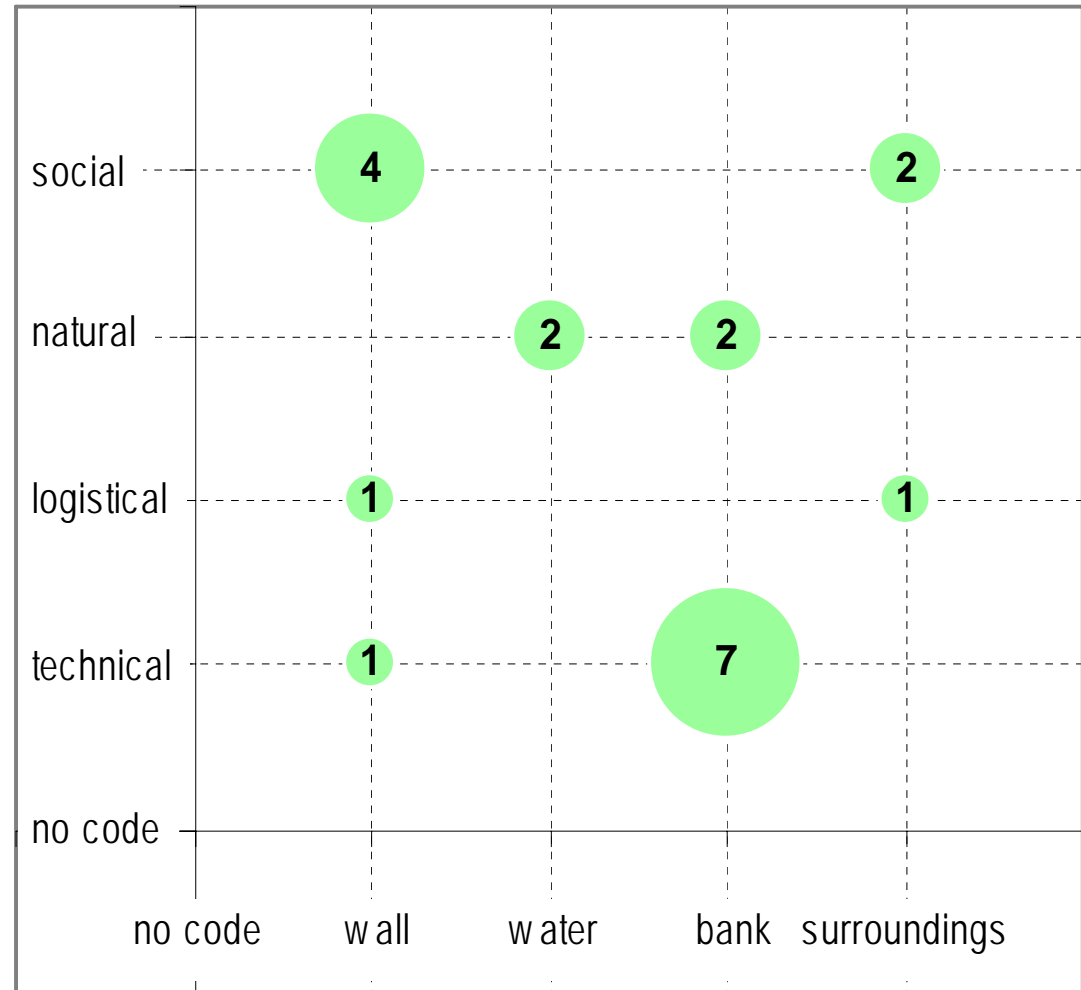 social 4 2
natural 2 2
logistical 1 1
technical 1 7
no code
no code wall water bank surroundings